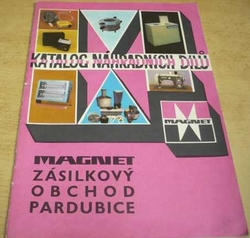 KATALOG NÁHRADNÍCH DÍLŮ
MAGNET
MAGNET
ZÁSILKOVÝ
OBCHOD
PARDUBICE